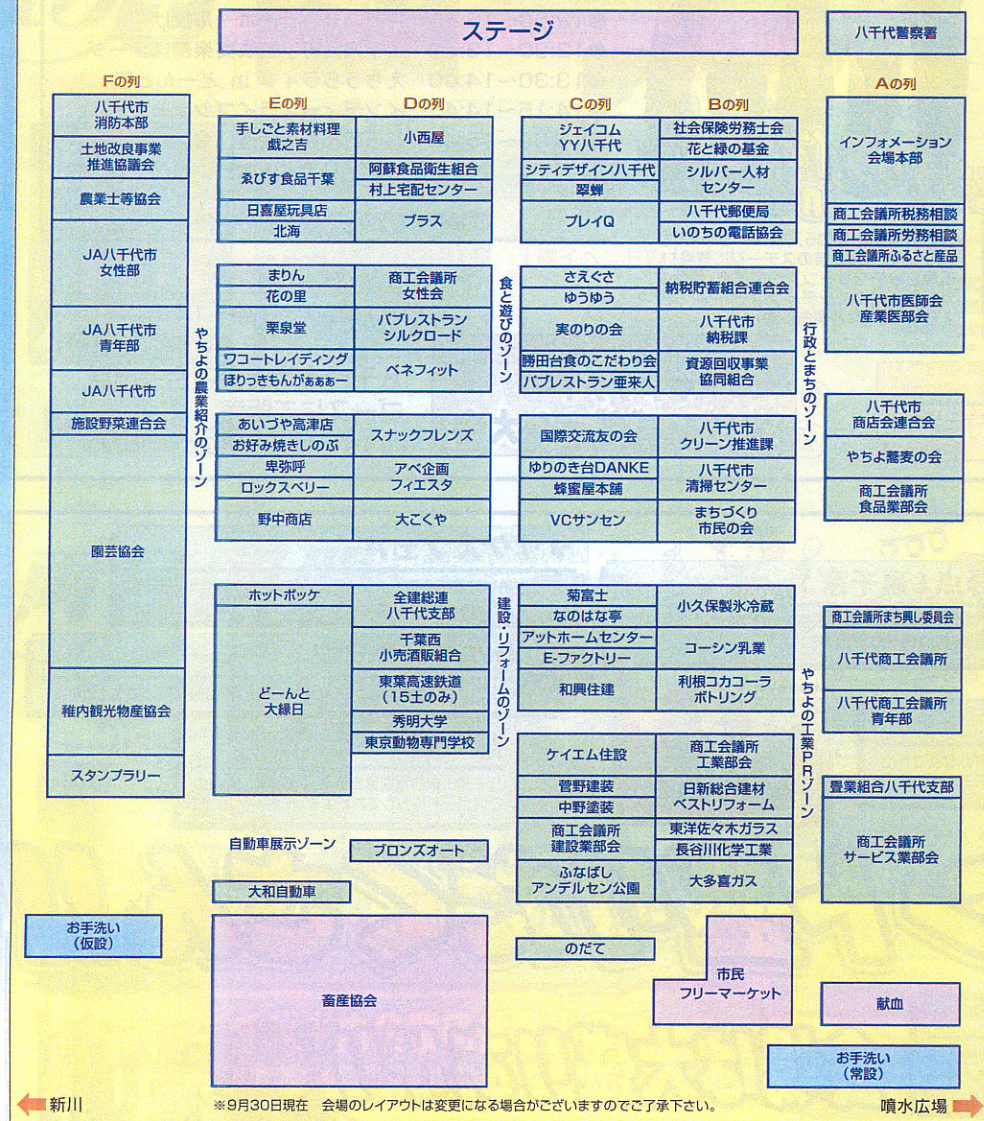 ステージ
八千代警察署
Fの列
八千代市
消防本部
土地改良事業
推進協議会
農業士等協会
JA八千代市
女性部
JA八千代市
青年部
JA八千代市
施設野菜連合会
園芸協会
稚内観光物産協会
スタンプラリー
やちよの農業紹介のゾーン
Eの列
手しごと素材料理
戯之吉
ゑびす食品千葉
日喜屋玩具店
北海
まりん
花の里
栗泉堂
ワコートレイディング
ほりっきもんがぁぁぁー
あいづや高津店
お好み焼きしのぶ
卑弥呼
ロックスベリー
野中商店
ホットポッケ
どーんと
大縁日
Dの列
小西屋
阿蘇食品衛生組合
村上宅配センター
プラス
商工会議所
女性会
パブレストラン
シルクロード
ベネフィット
スナックフレンズ
アベ企画
フィエスタ
大こくや
全建総連
八千代支部
千葉西
小売酒販組合
東葉高速鉄道
(15土のみ)
秀明大学
東京動物専門学校
食と遊びのゾーン
建設・リフォームのゾーン
Cの列
ジェイコム
YY八千代
シティデザイン八千代
翠蝉
プレイQ
さえぐさ
ゆうゆう
実のりの会
勝田台食のこだわり会
パブレストラン亜来人
国際交流友の会
ゆりのき台DANKE
蜂蜜屋本舗
VCサンセン
菊富士
なのはな亭
アットホームセンター
E-ファクトリー
和興住建
ケイエム住設
菅野建装
中野塗装
商工会議所
建設業部会
ふなばし
アンデルセン公園
Bの列
社会保険労務士会
花と緑の基金
シルバー人材
センター
八千代郵便局
いのちの電話協会
納税貯蓄組合連合会
八千代市
納税課
資源回収事業
協同組合
八千代市
クリーン推進課
八千代市
清掃センター
まちづくり
市民の会
小久保製氷冷蔵
コーシン乳業
利根コカコーラ
ボトリング
商工会議所
工業部会
日新総合建材
ベストリフォーム
東洋佐々木ガラス
長谷川化学工業
大多喜ガス
行政とまちのゾーン
やちよの工業PRゾーン
Aの列
インフォメーション
会場本部
商工会議所税務相談
商工会議所労務相談
商工会議所ふるさと産品
八千代市医師会
産業医部会
八千代市
商店会連合会
やちよ蕎麦の会
商工会議所
食品業部会
商工会議所まち興し委員会
八千代商工会議所
八千代商工会議所
青年部
畳業組合八千代支部
商工会議所
サービス業部会
自動車展示ゾーン
ブロンズオート
大和自動車
お手洗い
(仮設)
畜産協会
のだて
市民
フリーマーケット
献血
お手洗い
(常設)
新川
※9月30日現在 会場のレイアウトは変更になる場合がございますのでご了承下さい。
噴水広場